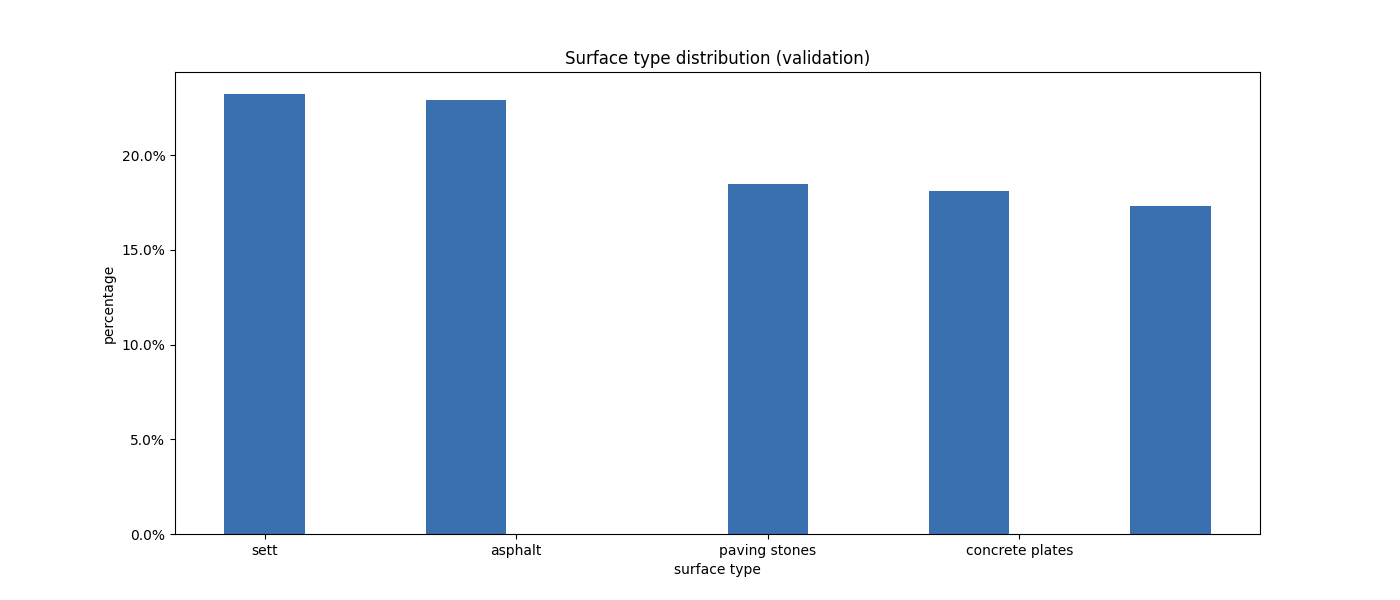 Surface type distribution (validation)
20.0%
15.0%
10.0%
5.0%
0.0%
percentage
sett asphalt paving stones concrete plates
surface type